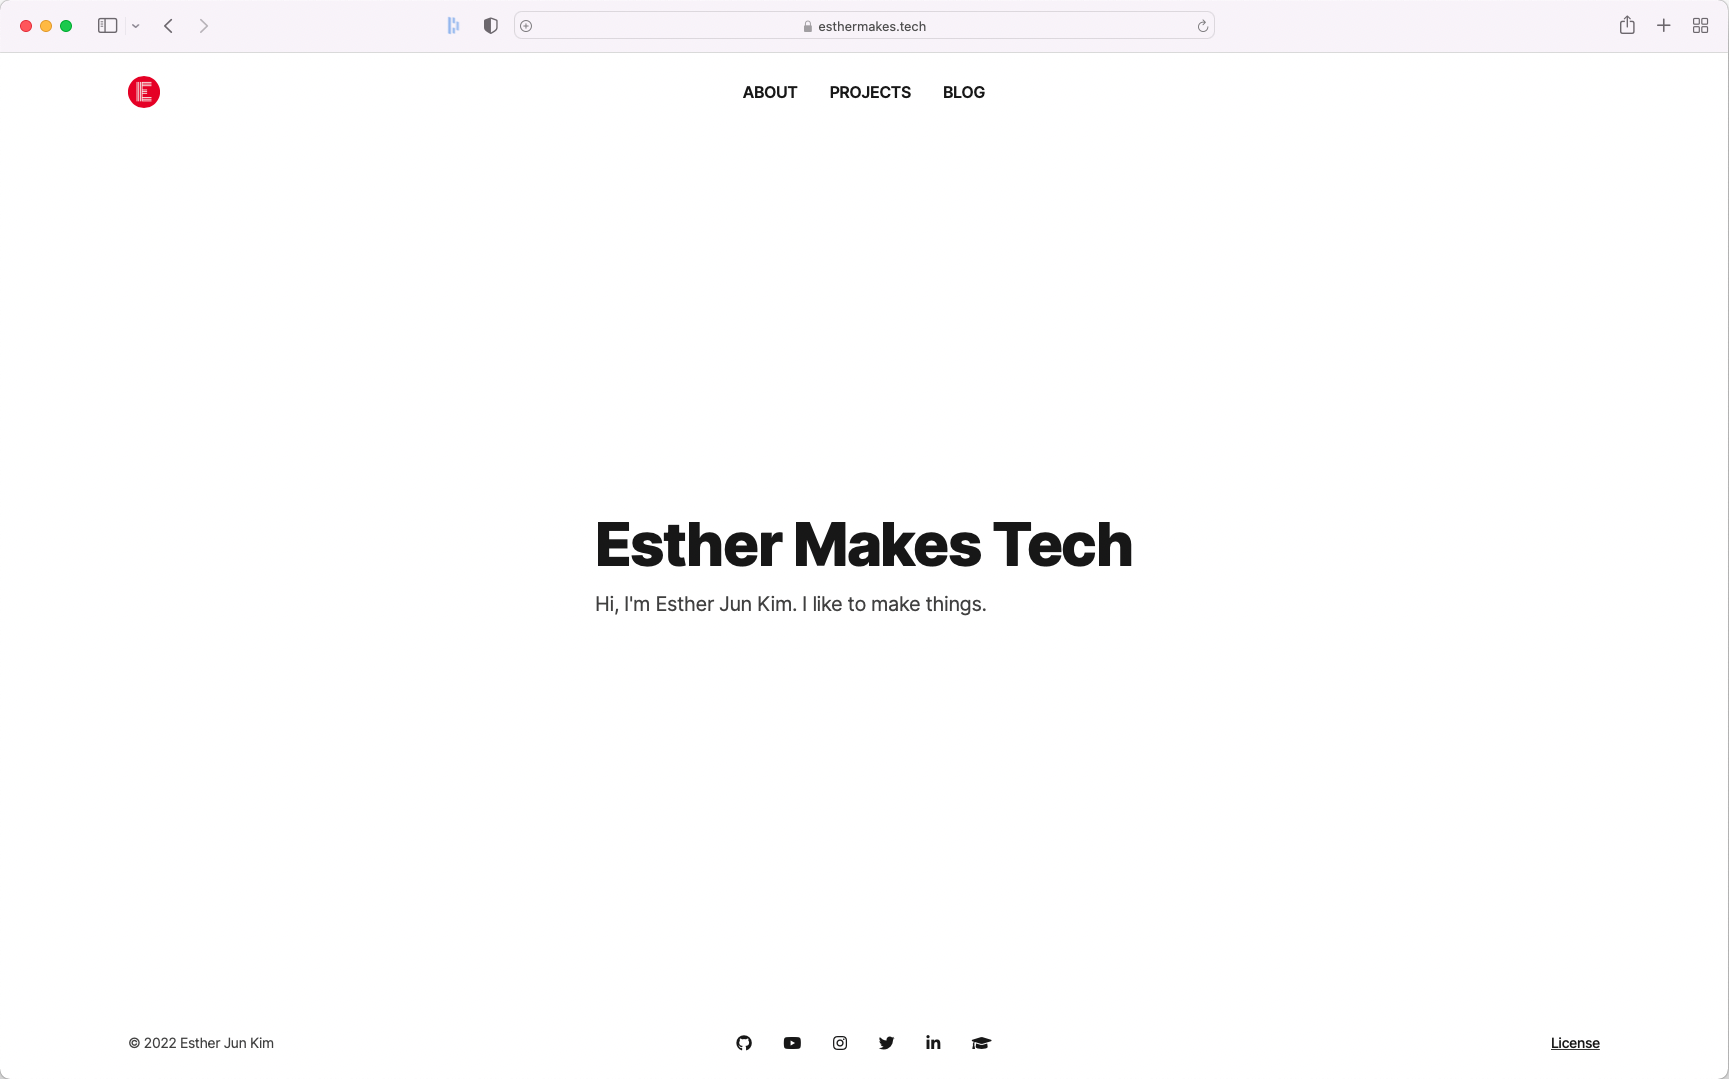 esthermakes.tech
E
ABOUT PROJECTS BLOG
Esther Makes Tech
Hi, I'm Esther Jun Kim. I like to make things.
© 2022 Esther Jun Kim
in
License